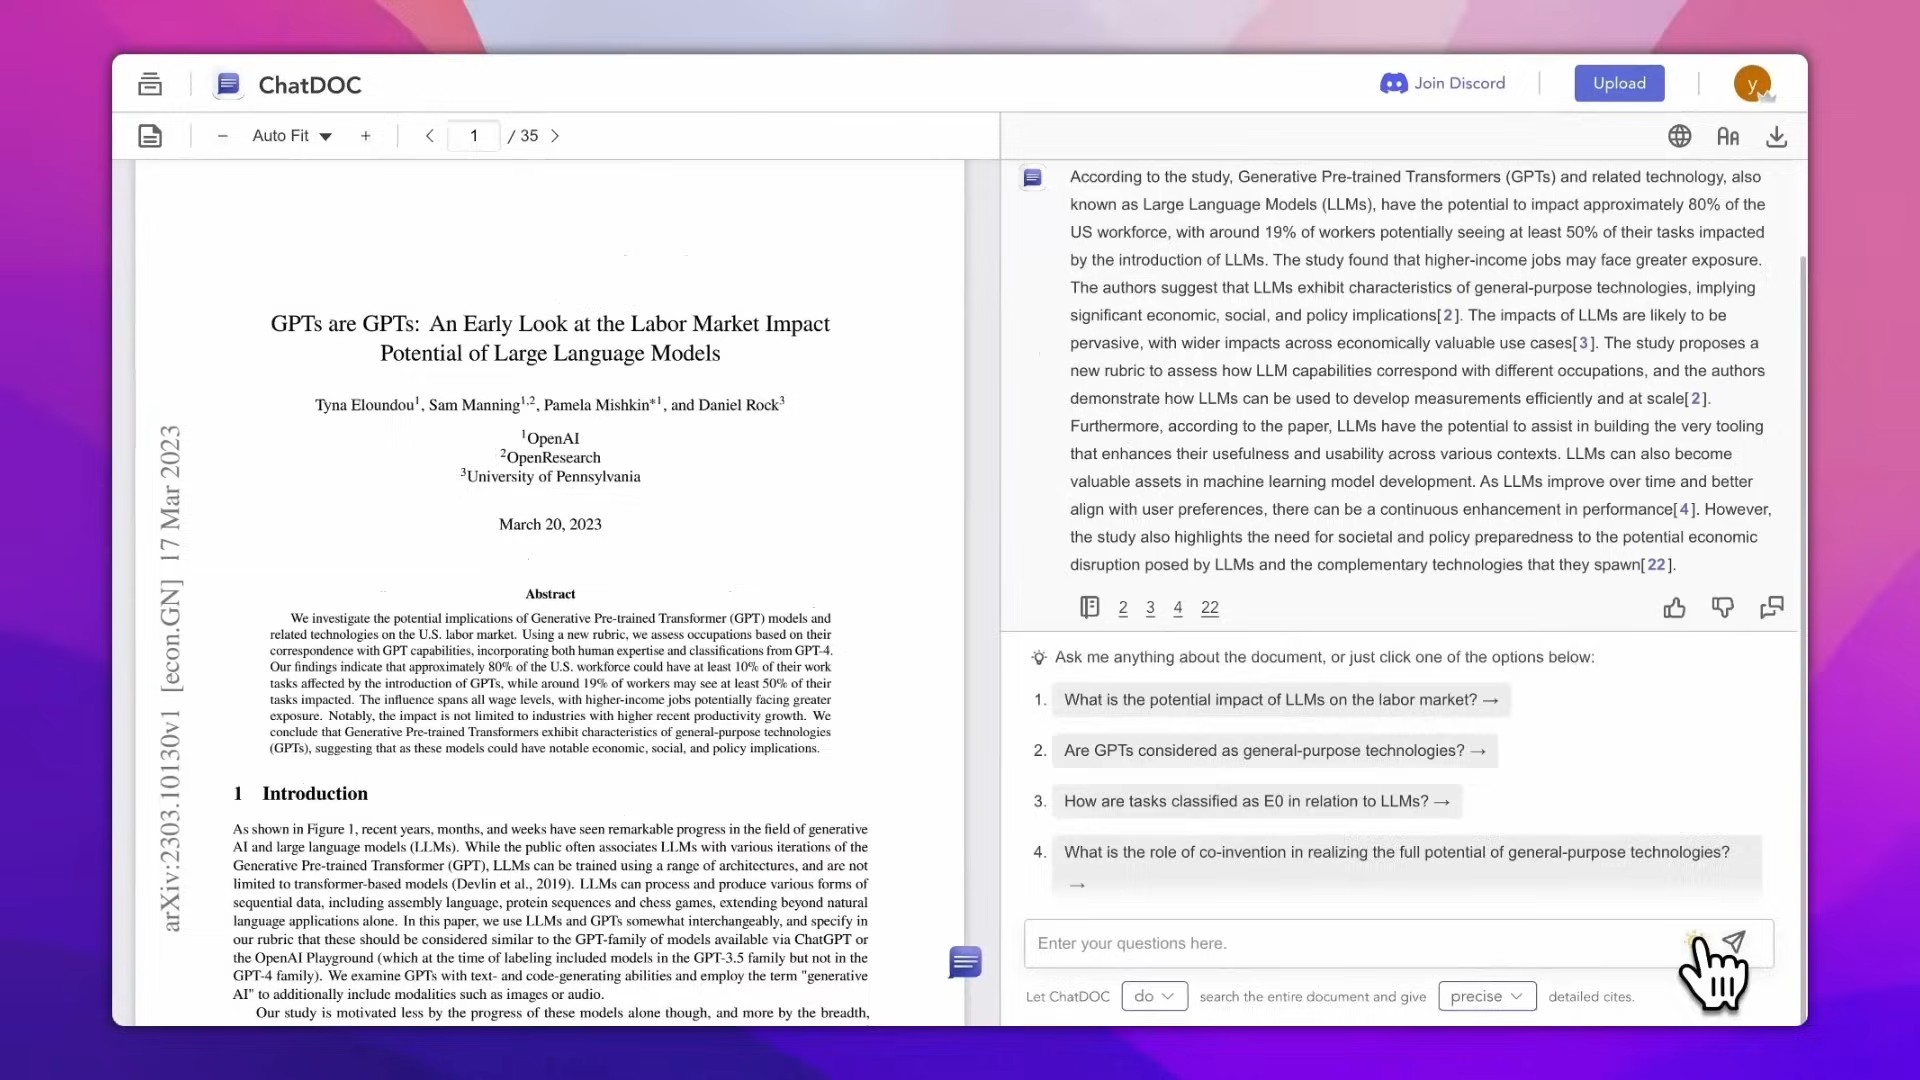 ChatDOC
Join Discord
Upload
y
Auto Fit
1 / 35
GPTs are GPTs: An Early Look at the Labor Market Impact
Potential of Large Language Models
Tyna Eloundou1, Sam Manning1,2, Pamela Mishkin*1, and Daniel Rock3
1OpenAI
2OpenResearch
3University of Pennsylvania
March 20, 2023
arXiv:2303.10130v1 [econ.GN] 17 Mar 2023
Abstract
We investigate the potential implications of Generative Pre-trained Transformer (GPT) models and
related technologies on the U.S. labor market. Using a new rubric, we assess occupations based on their
correspondence with GPT capabilities, incorporating both human expertise and classifications from GPT-4.
Our findings indicate that approximately 80% of the U.S. workforce could have at least 10% of their work
tasks affected by the introduction of GPTs, while around 19% of workers may see at least 50% of their
tasks impacted. The influence spans all wage levels, with higher-income jobs potentially facing greater
exposure. Notably, the impact is not limited to industries with higher recent productivity growth. We
conclude that Generative Pre-trained Transformers exhibit characteristics of general-purpose technologies
(GPTs), suggesting that as these models could have notable economic, social, and policy implications.
1 Introduction
As shown in Figure 1, recent years, months, and weeks have seen remarkable progress in the field of generative
AI and large language models (LLMs). While the public often associates LLMs with various iterations of the
Generative Pre-trained Transformer (GPT), LLMs can be trained using a range of architectures, and are not
limited to transformer-based models (Devlin et al., 2019). LLMs can process and produce various forms of
sequential data, including assembly language, protein sequences and chess games, extending beyond natural
language applications alone. In this paper, we use LLMs and GPTs somewhat interchangeably, and specify in
our rubric that these should be considered similar to the GPT-family of models available via ChatGPT or
the OpenAI Playground (which at the time of labeling included models in the GPT-3.5 family but not in the
GPT-4 family). We examine GPTs with text- and code-generating abilities and employ the term "generative
AI" to additionally include modalities such as images or audio.
Our study is motivated less by the progress of these models alone though, and more by the breadth,
According to the study, Generative Pre-trained Transformers (GPTs) and related technology, also
known as Large Language Models (LLMs), have the potential to impact approximately 80% of the
US workforce, with around 19% of workers potentially seeing at least 50% of their tasks impacted
by the introduction of LLMs. The study found that higher-income jobs may face greater exposure.
The authors suggest that LLMs exhibit characteristics of general-purpose technologies, implying
significant economic, social, and policy implications[2]. The impacts of LLMs are likely to be
pervasive, with wider impacts across economically valuable use cases[3]. The study proposes a
new rubric to assess how LLM capabilities correspond with different occupations, and the authors
demonstrate how LLMs can be used to develop measurements efficiently and at scale[2].
Furthermore, according to the paper, LLMs have the potential to assist in building the very tooling
that enhances their usefulness and usability across various contexts. LLMs can also become
valuable assets in machine learning model development. As LLMs improve over time and better
align with user preferences, there can be a continuous enhancement in performance[4]. However,
the study also highlights the need for societal and policy preparedness to the potential economic
disruption posed by LLMs and the complementary technologies that they spawn[22].
2 3 4 22
Ask me anything about the document, or just click one of the options below:
1. What is the potential impact of LLMs on the labor market? →
2. Are GPTs considered as general-purpose technologies? →
3. How are tasks classified as E0 in relation to LLMs? →
4. What is the role of co-invention in realizing the full potential of general-purpose technologies?
→
Enter your questions here.
Let ChatDOC do search the entire document and give precise detailed cites.